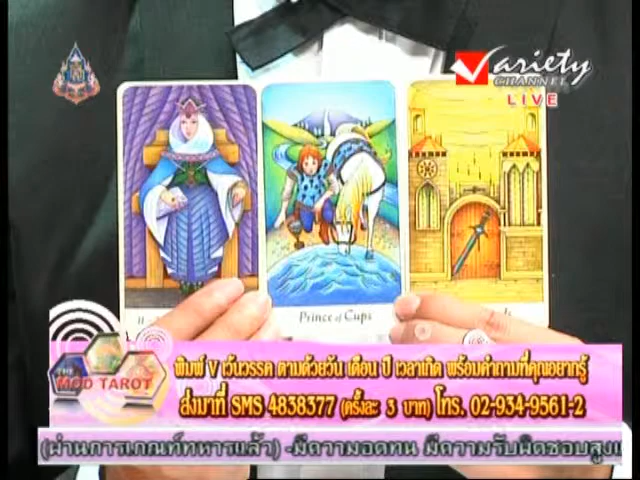 Variety
CHANNEL
LIVE
Prince of Cups
THE
MOD TAROT
พิมพ์ V เว้นวรรค ตามด้วยวัน เดือน ปี เวลาเกิด พร้อมคำถามที่คุณอยากรู้
ส่งมาที่ SMS 4838377 (ครั้งละ 3 บาท) โทร. 02-934-9561-2
(ผ่านการเกณฑ์ทหารแล้ว) -มีความอดทน มีความรับผิดชอบสูง